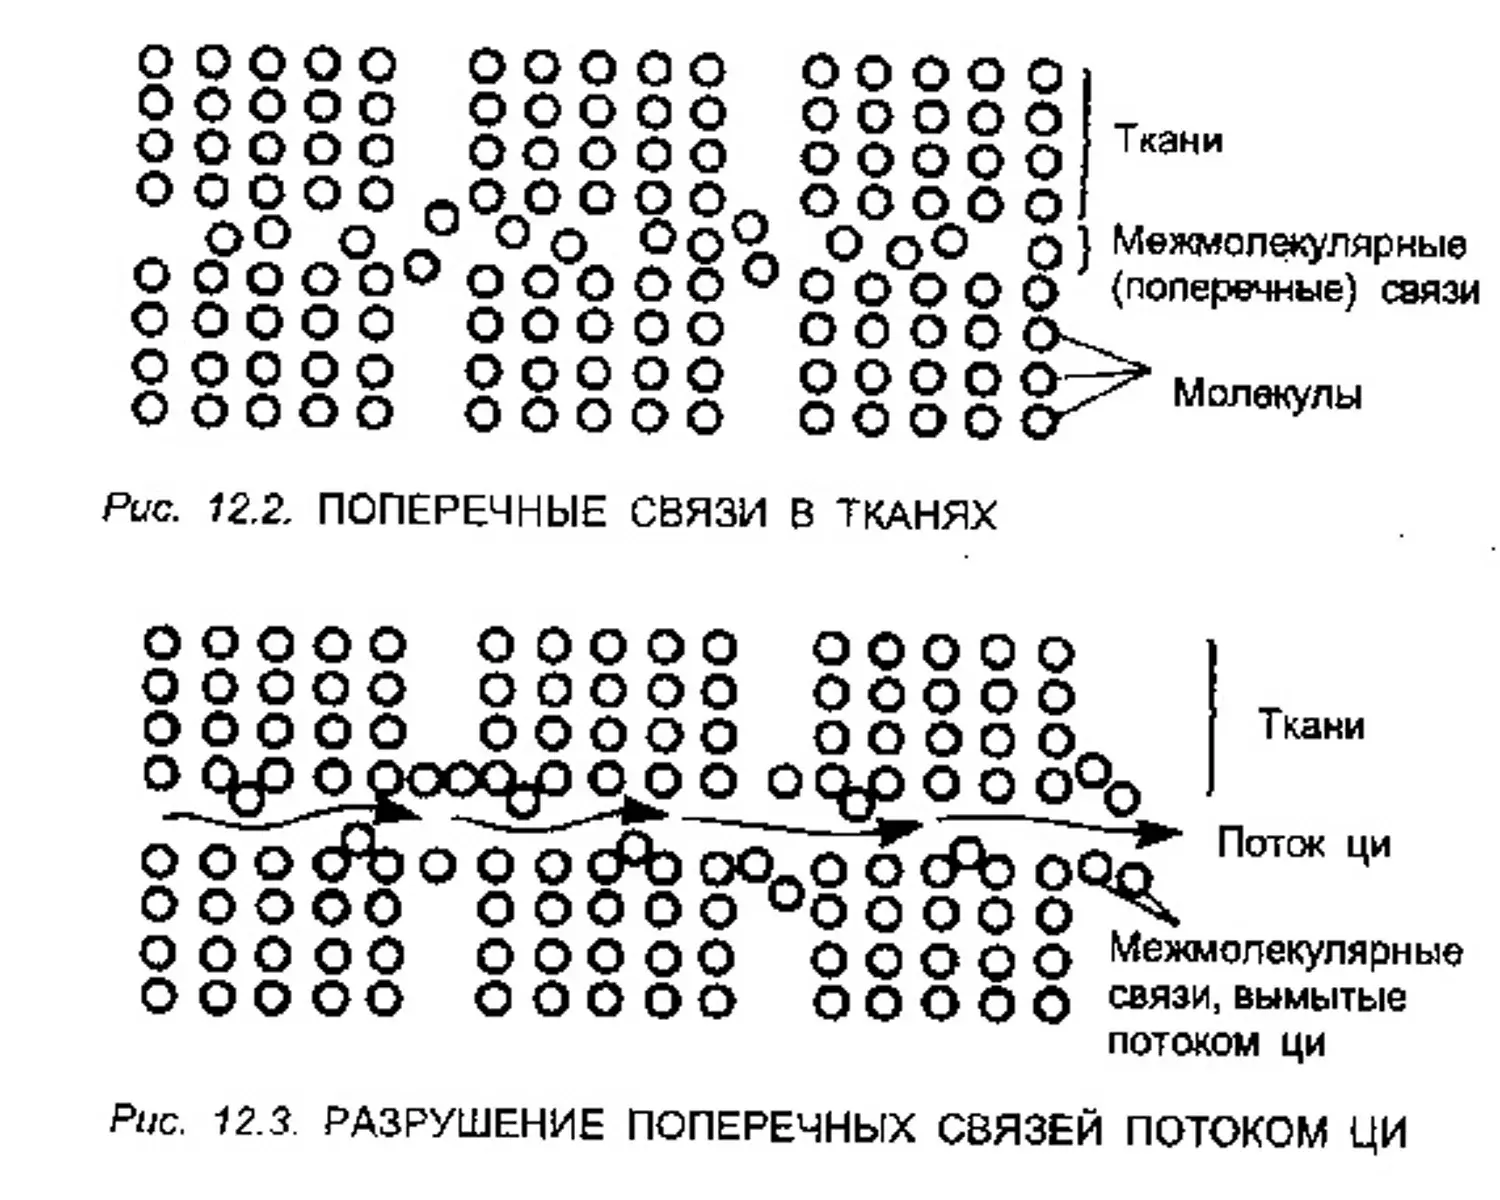 Ткани
Межмолекулярные
(поперечные) связи
Молекулы
Рис. 12.2. ПОПЕРЕЧНЫЕ СВЯЗИ В ТКАНЯХ
Ткани
Поток ци
Межмолекулярные
связи, вымытые
потоком ци
Рис. 12.3. РАЗРУШЕНИЕ ПОПЕРЕЧНЫХ СВЯЗЕЙ ПОТОКОМ ЦИ